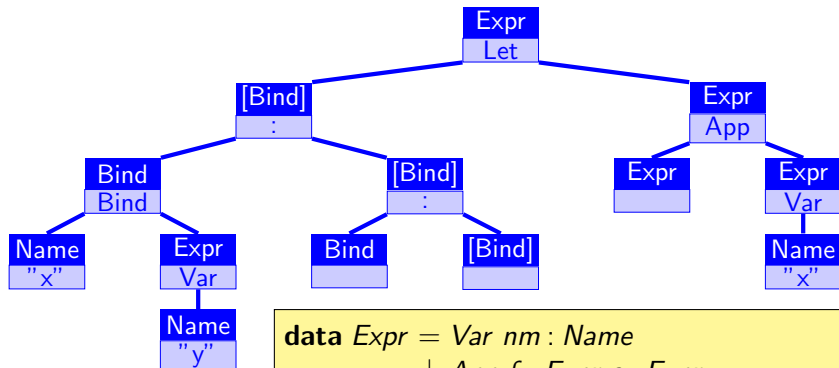 Expr
Let
[Bind]
:
Expr
App
Bind
Bind
[Bind]
:
Expr
Expr
Var
Name
"x"
Expr
Var
Bind
[Bind]
Name
"x"
Name
"y"
data Expr = Var nm : Name